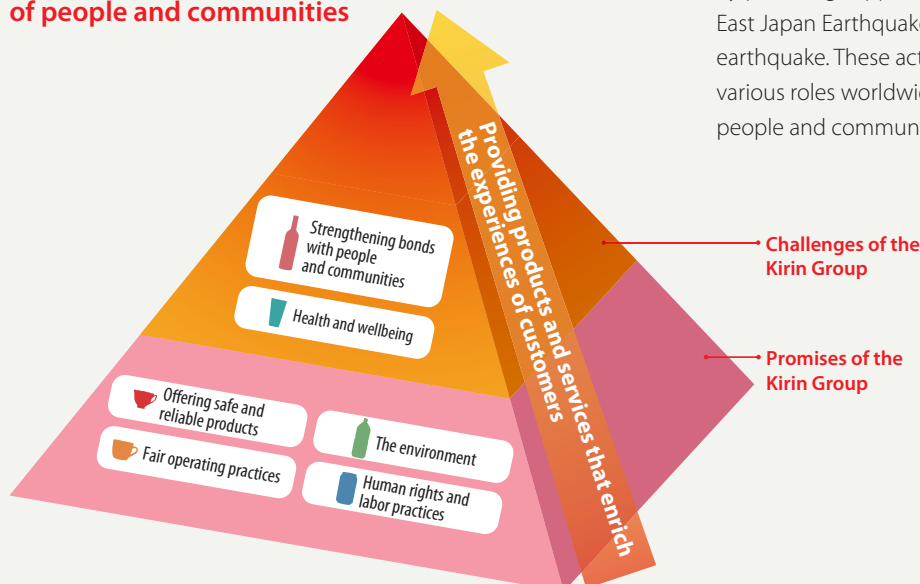 of people and communities
East Japan Earthquake
earthquake. These act
various roles worldwi
people and commun
Strengthening bonds
with people
and communities
Health and wellbeing
Offering safe and
reliable products
The environment
Fair operating practices
Human rights and
labor practices
Providing products and services that enrich
the experiences of customers
Challenges of the
Kirin Group
Promises of the
Kirin Group